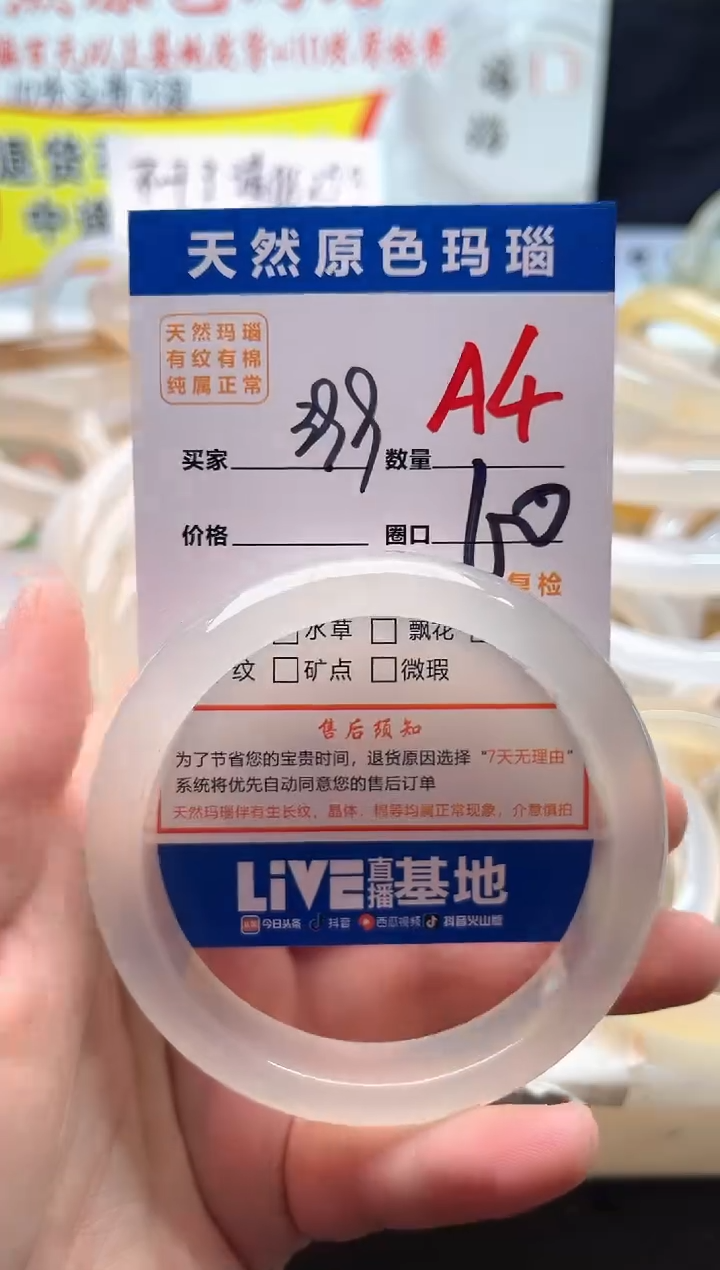 天然原色玛瑙
天然玛瑙
有纹有棉
纯属正常
A4
买家 数量
价格 圈口
复检
水草 飘花
纹 矿点 微瑕
售后须知
为了节省您的宝贵时间，退货原因选择“7天无理由”
系统将优先自动同意您的售后订单
天然玛瑙伴有生长纹、晶体、棉等均属正常现象，介意慎拍
LiVE直播基地
今日头条 抖音 西瓜视频 抖音火山版